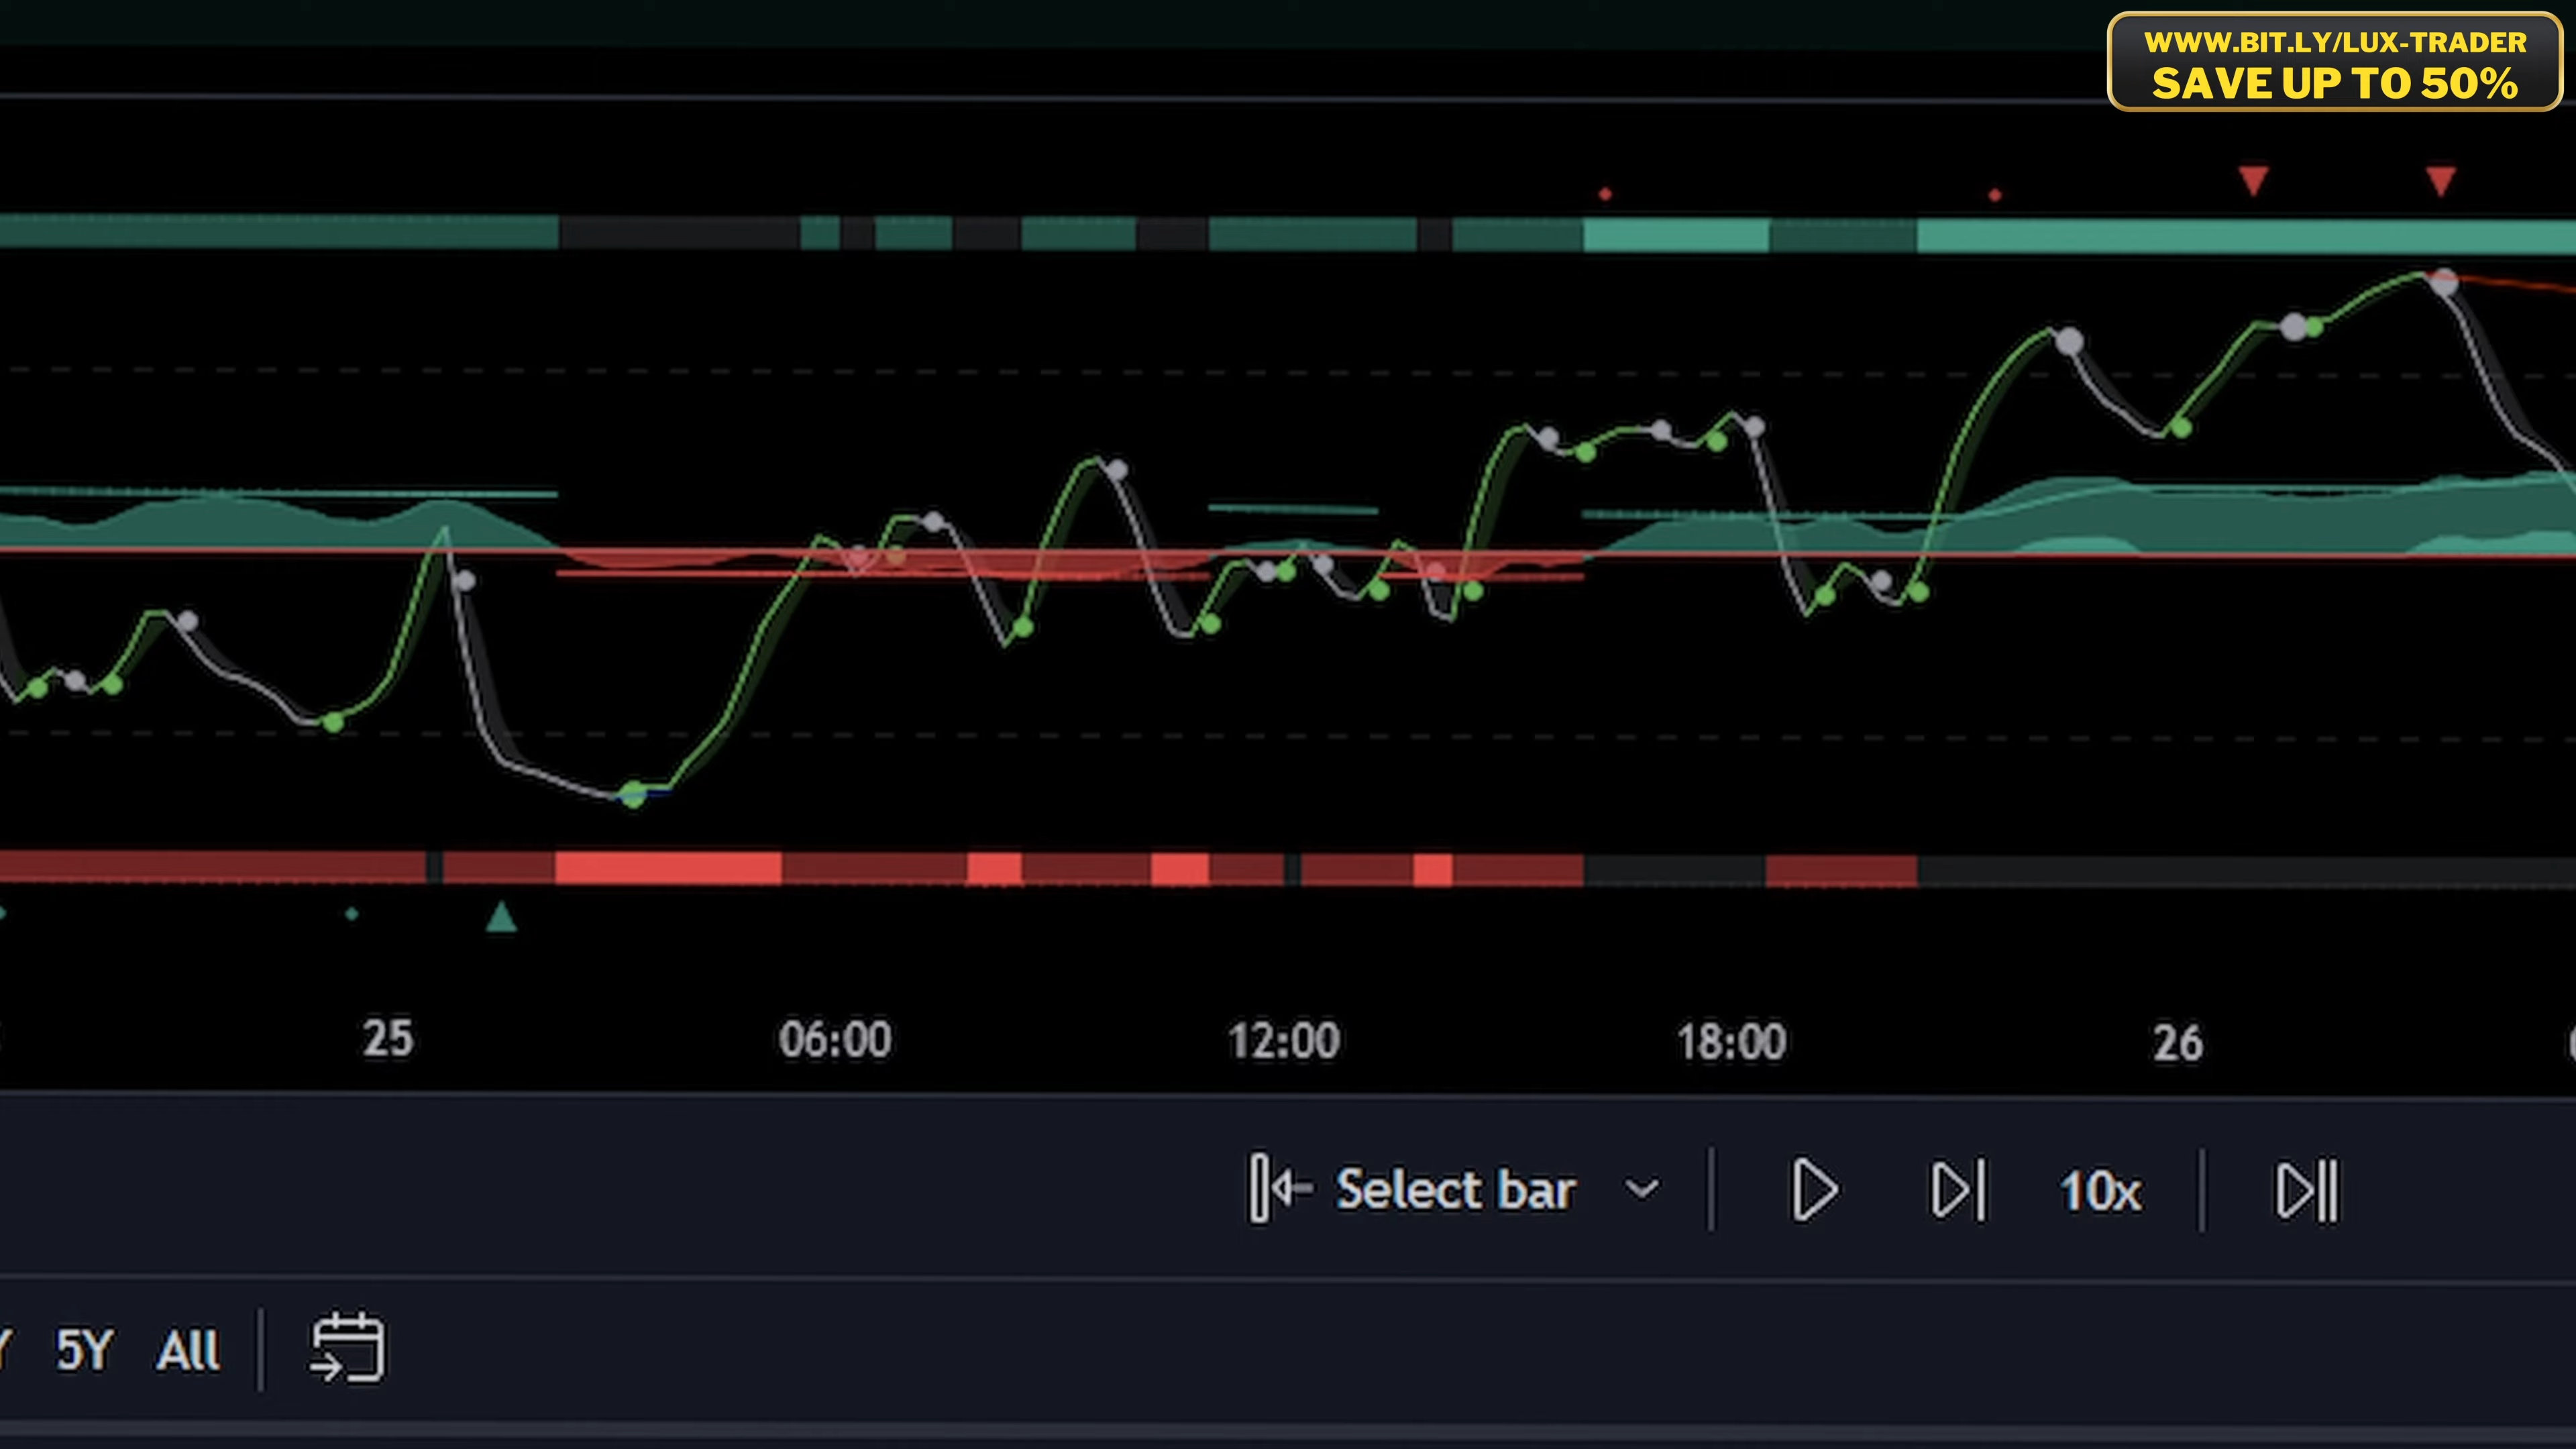 WWW.BIT.LY/LUX-TRADER
SAVE UP TO 50%
25 06:00 12:00 18:00 26
Select bar 10x
5Y All